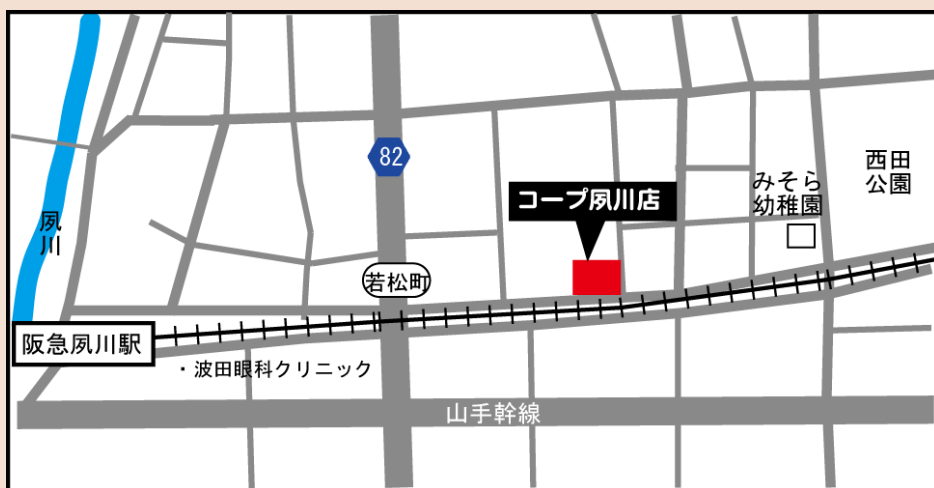 82
西田
公園
みそら
幼稚園
コープ夙川店
夙
川
若松町
阪急夙川駅
・波田眼科クリニック
山手幹線